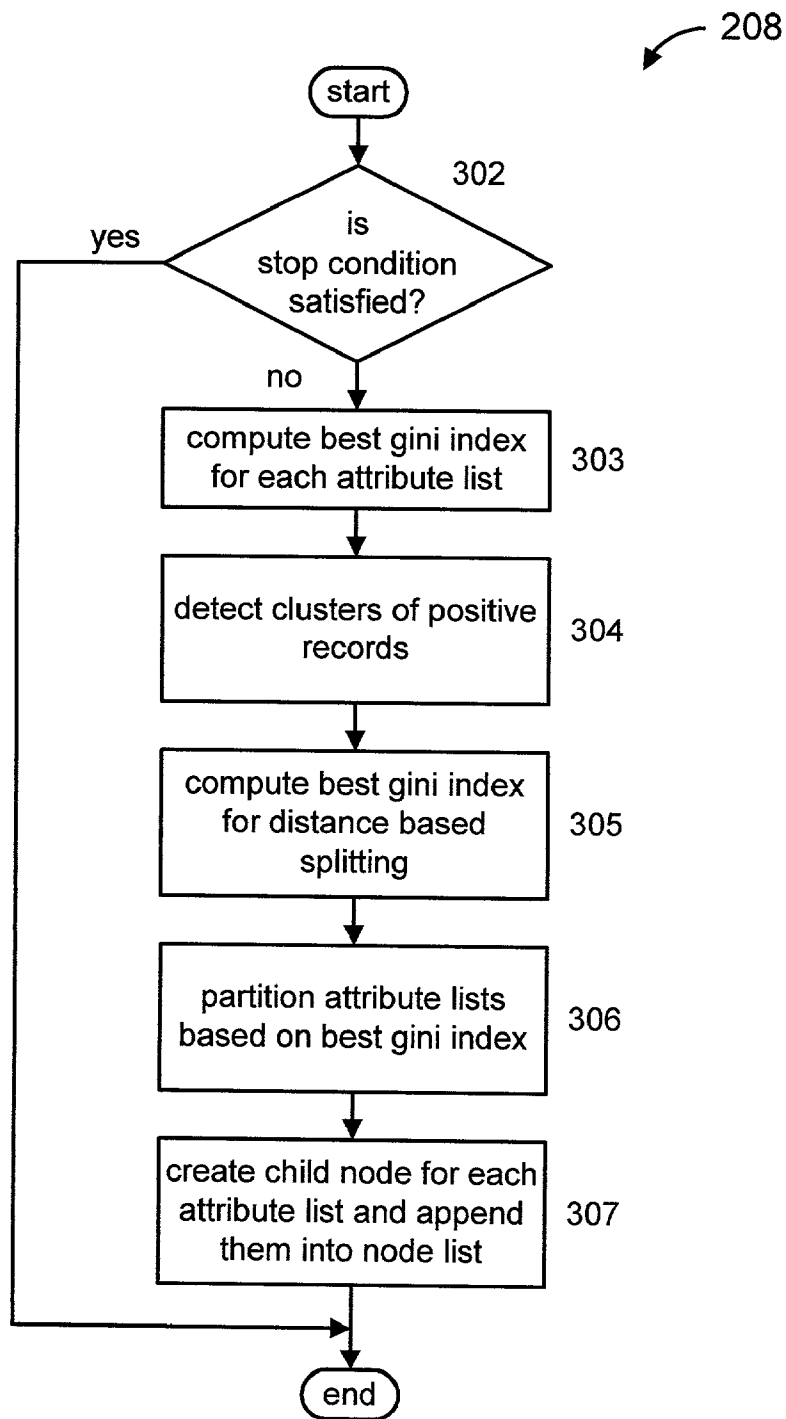 208
start
302
yes
is
stop condition
satisfied?
no
compute best gini index
for each attribute list
303
detect clusters of positive
records
304
compute best gini index
for distance based
splitting
305
partition attribute lists
based on best gini index
306
create child node for each
attribute list and append
them into node list
307
end